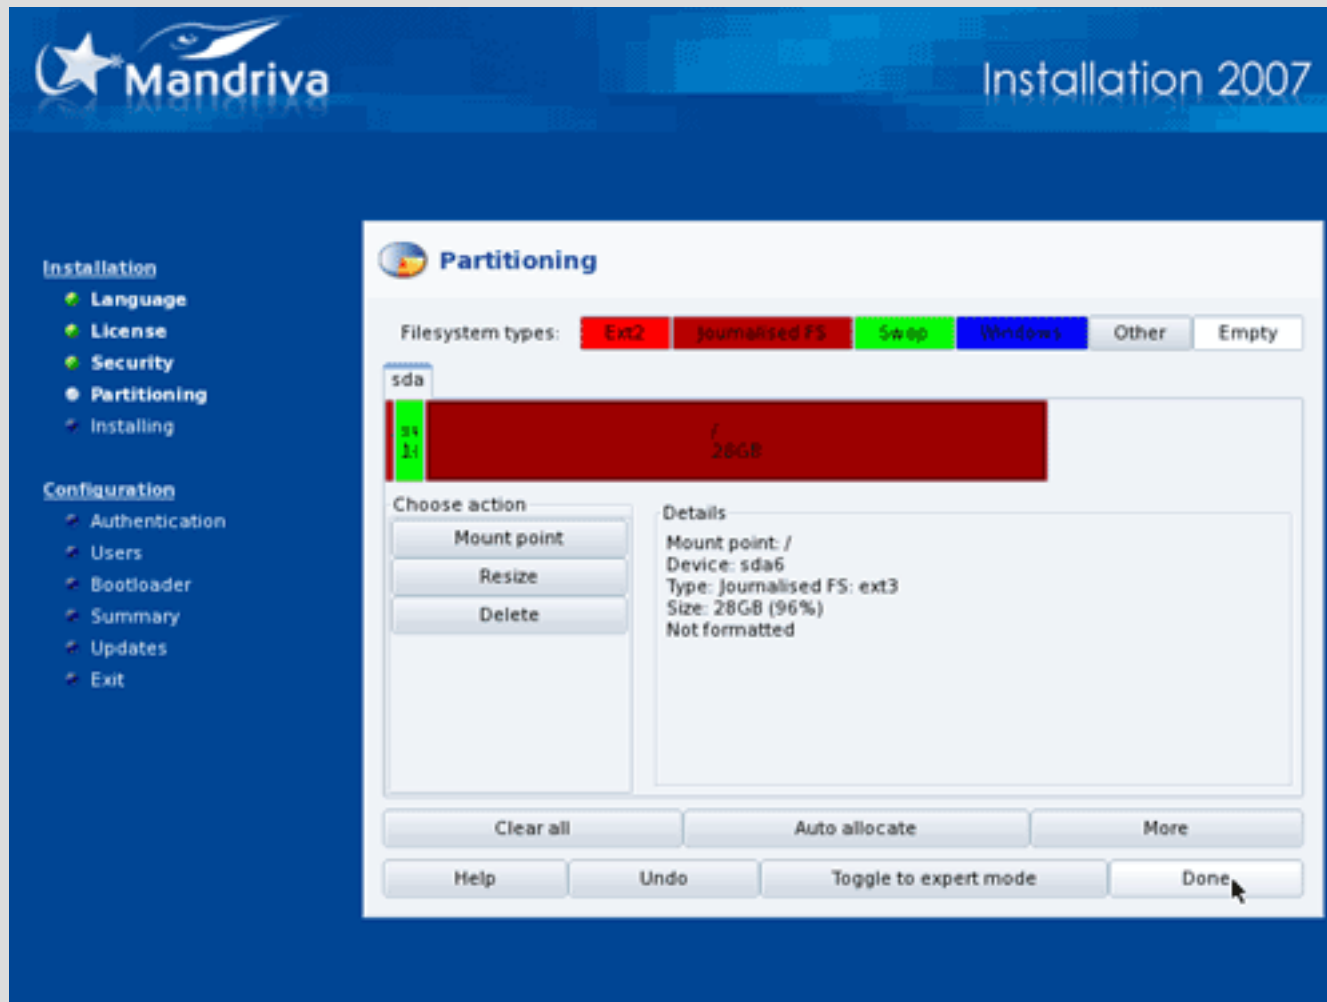 Mandriva
Installation 2007
Installation
Language
License
Security
Partitioning
Installing
Configuration
Authentication
Users
Bootloader
Summary
Updates
Exit
Partitioning
Filesystem types: Ext2 Journalised FS Swap Windows Other Empty
sda
/
28GB
Choose action
Mount point
Resize
Delete
Details
Mount point: /
Device: sda6
Type: Journalised FS: ext3
Size: 28GB (96%)
Not formatted
Clear all Auto allocate More
Help Undo Toggle to expert mode Done